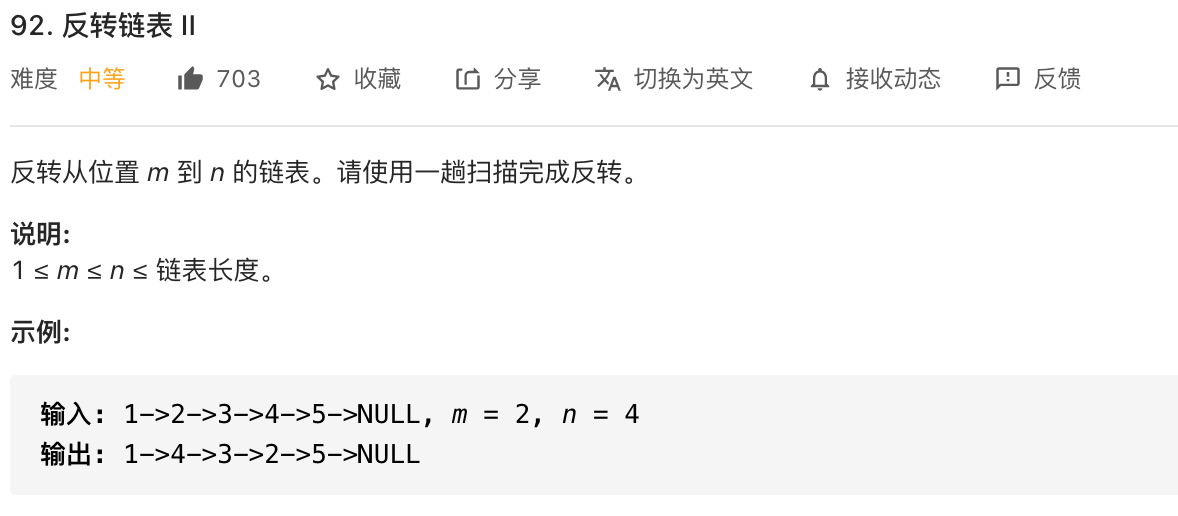 92. 反转链表 II
难度 中等 703 收藏 分享 切换为英文 接收动态 反馈
反转从位置 m 到 n 的链表。请使用一趟扫描完成反转。
说明:
1 ≤ m ≤ n ≤ 链表长度。
示例:
输入: 1->2->3->4->5->NULL, m = 2, n = 4
输出: 1->4->3->2->5->NULL